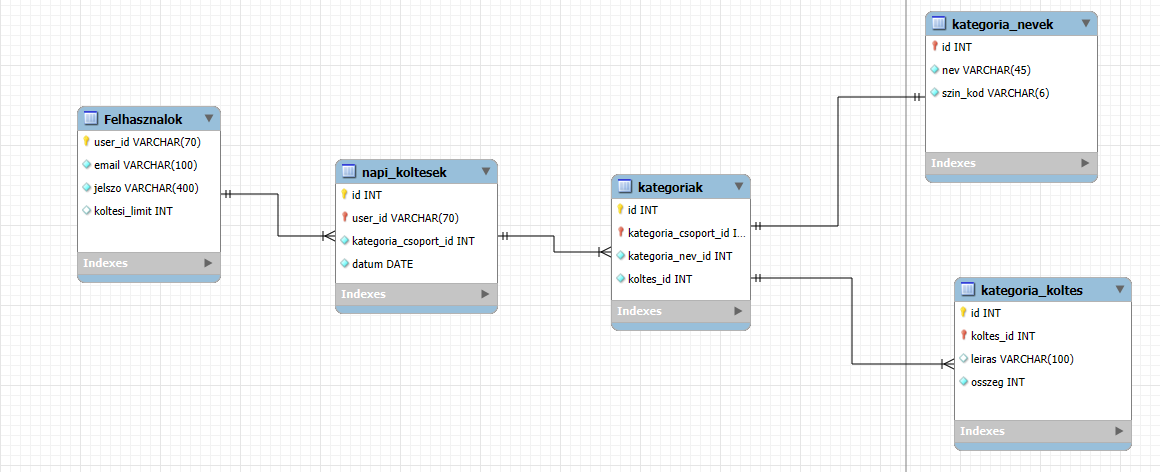 Felhasznalok
user_id VARCHAR(70)
email VARCHAR(100)
jelszo VARCHAR(400)
koltesi_limit INT
Indexes
napi_koltesek
id INT
user_id VARCHAR(70)
kategoria_csoport_id INT
datum DATE
Indexes
kategoriak
id INT
kategoria_csoport_id I...
kategoria_nev_id INT
koltes_id INT
Indexes
kategoria_nevek
id INT
nev VARCHAR(45)
szin_kod VARCHAR(6)
Indexes
kategoria_koltes
id INT
koltes_id INT
leiras VARCHAR(100)
osszeg INT
Indexes